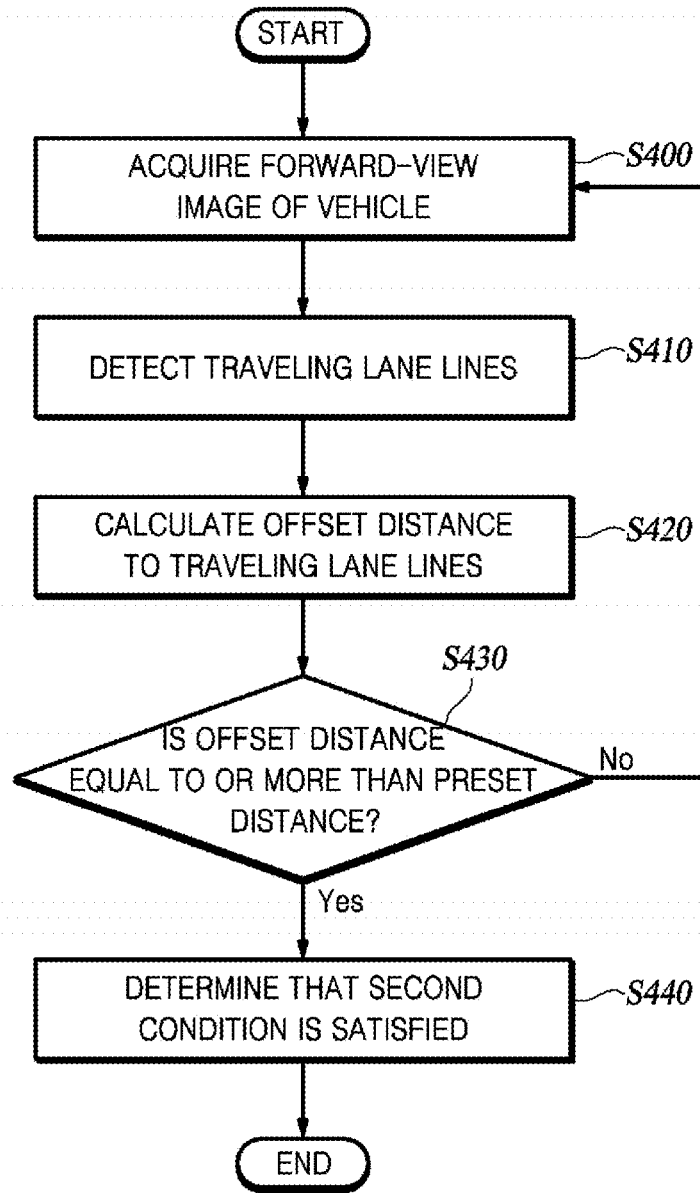 START
ACQUIRE FORWARD-VIEW
IMAGE OF VEHICLE
S400
DETECT TRAVELING LANE LINES
S410
CALCULATE OFFSET DISTANCE
TO TRAVELING LANE LINES
S420
S430
IS OFFSET DISTANCE
EQUAL TO OR MORE THAN PRESET
DISTANCE?
No
Yes
DETERMINE THAT SECOND
CONDITION IS SATISFIED
S440
END